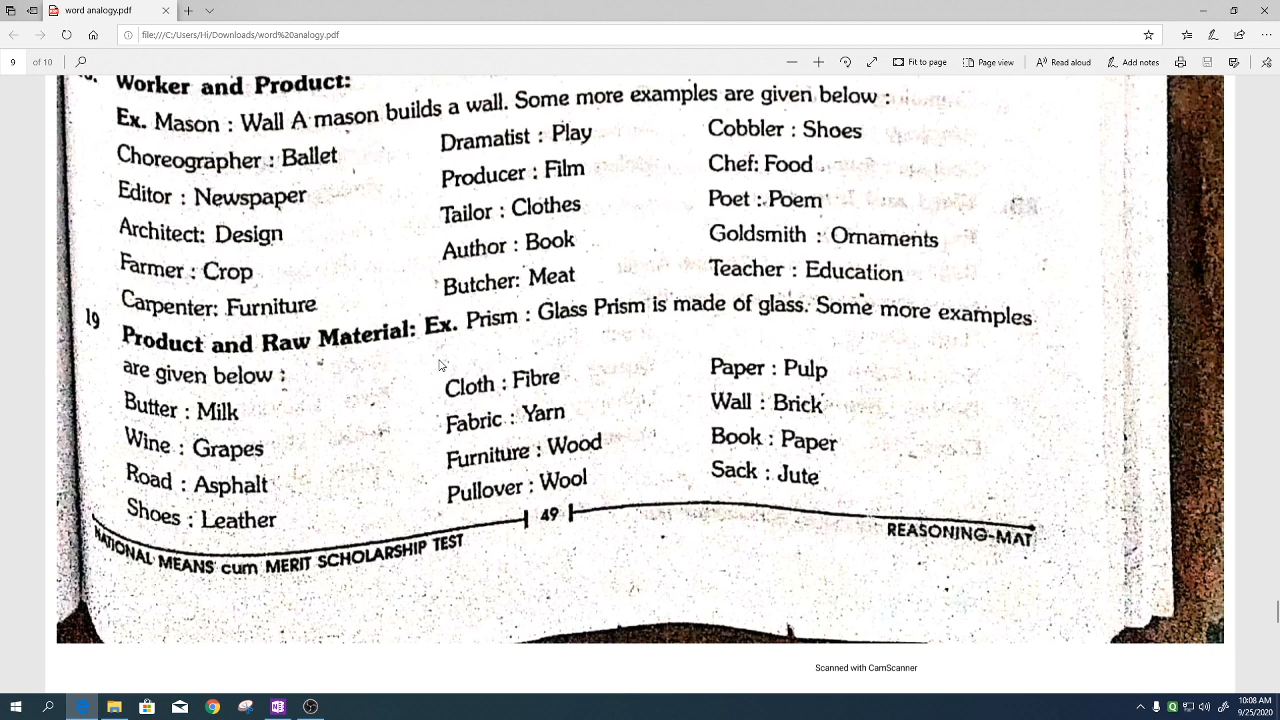 word analogy.pdf
file:///C:/Users/Hi/Downloads/word%20analogy.pdf
9 of 10 Fit to page Page view Read aloud Add notes
Worker and Product:
Ex. Mason : Wall A mason builds a wall. Some more examples are given below :
Choreographer : Ballet Dramatist : Play Cobbler : Shoes
Editor : Newspaper Producer : Film Chef: Food
Architect: Design Tailor : Clothes Poet : Poem
Farmer : Crop Author : Book Goldsmith : Ornaments
Carpenter: Furniture Butcher: Meat Teacher : Education
19 Product and Raw Material: Ex. Prism : Glass Prism is made of glass. Some more examples
are given below :
Butter : Milk Cloth : Fibre Paper : Pulp
Wine : Grapes Fabric : Yarn Wall : Brick
Road : Asphalt Furniture : Wood Book : Paper
Shoes : Leather Pullover : Wool Sack : Jute
NATIONAL MEANS cum MERIT SCHOLARSHIP TEST 49 REASONING-MAT
Scanned with CamScanner
10:08 AM
9/25/2020